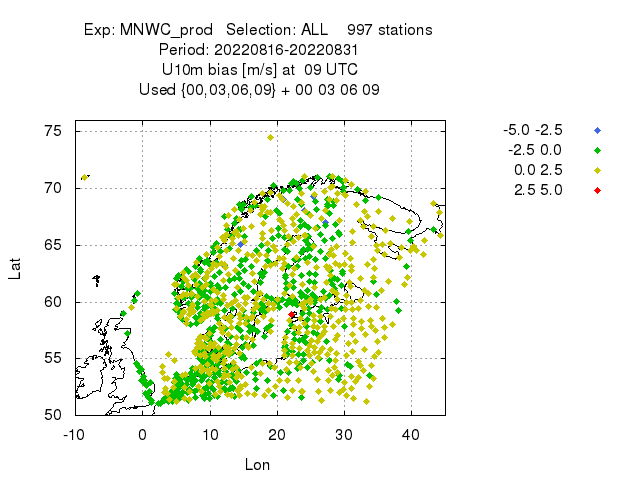 Exp: MNWC_prod   Selection: ALL    997 stations
Period: 20220816-20220831
U10m bias [m/s] at  09 UTC
Used {00,03,06,09} + 00 03 06 09
-5.0 -2.5
-2.5 0.0
0.0 2.5
2.5 5.0
75
70
65
60
55
50
Lat
-10 0 10 20 30 40
Lon